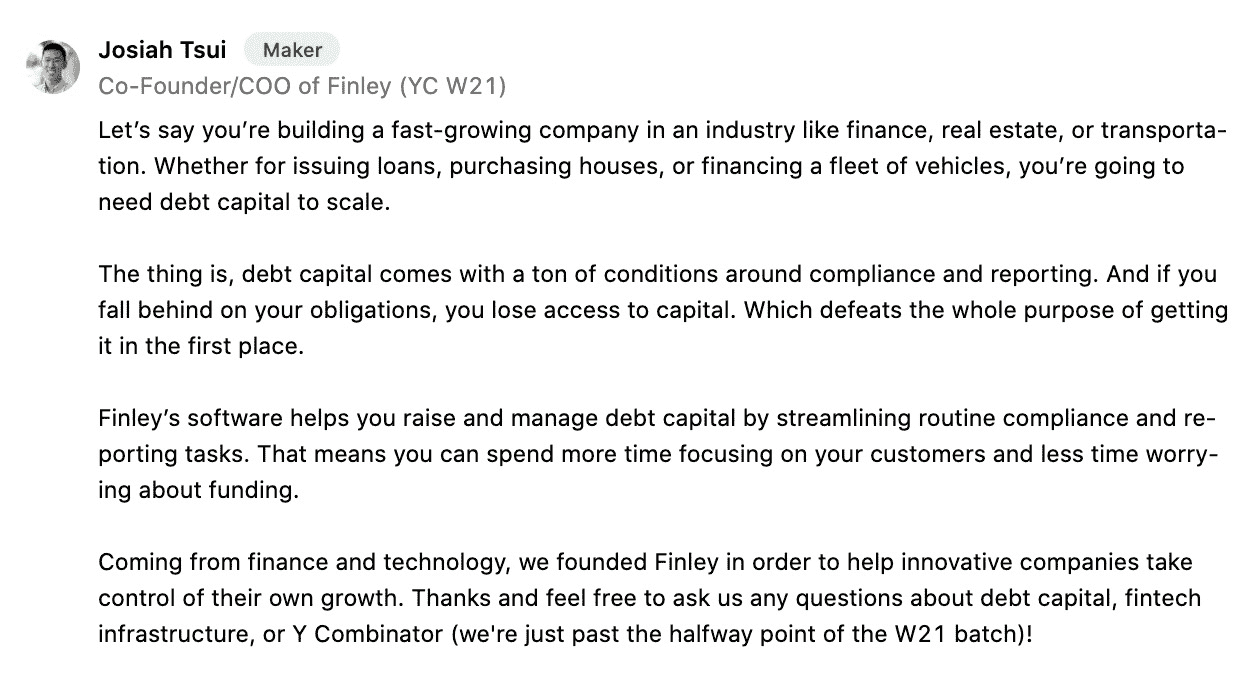 Josiah Tsui Maker
Co-Founder/COO of Finley (YC W21)
Let’s say you’re building a fast-growing company in an industry like finance, real estate, or transporta-
tion. Whether for issuing loans, purchasing houses, or financing a fleet of vehicles, you’re going to
need debt capital to scale.
The thing is, debt capital comes with a ton of conditions around compliance and reporting. And if you
fall behind on your obligations, you lose access to capital. Which defeats the whole purpose of getting
it in the first place.
Finley’s software helps you raise and manage debt capital by streamlining routine compliance and re-
porting tasks. That means you can spend more time focusing on your customers and less time worry-
ing about funding.
Coming from finance and technology, we founded Finley in order to help innovative companies take
control of their own growth. Thanks and feel free to ask us any questions about debt capital, fintech
infrastructure, or Y Combinator (we're just past the halfway point of the W21 batch)!